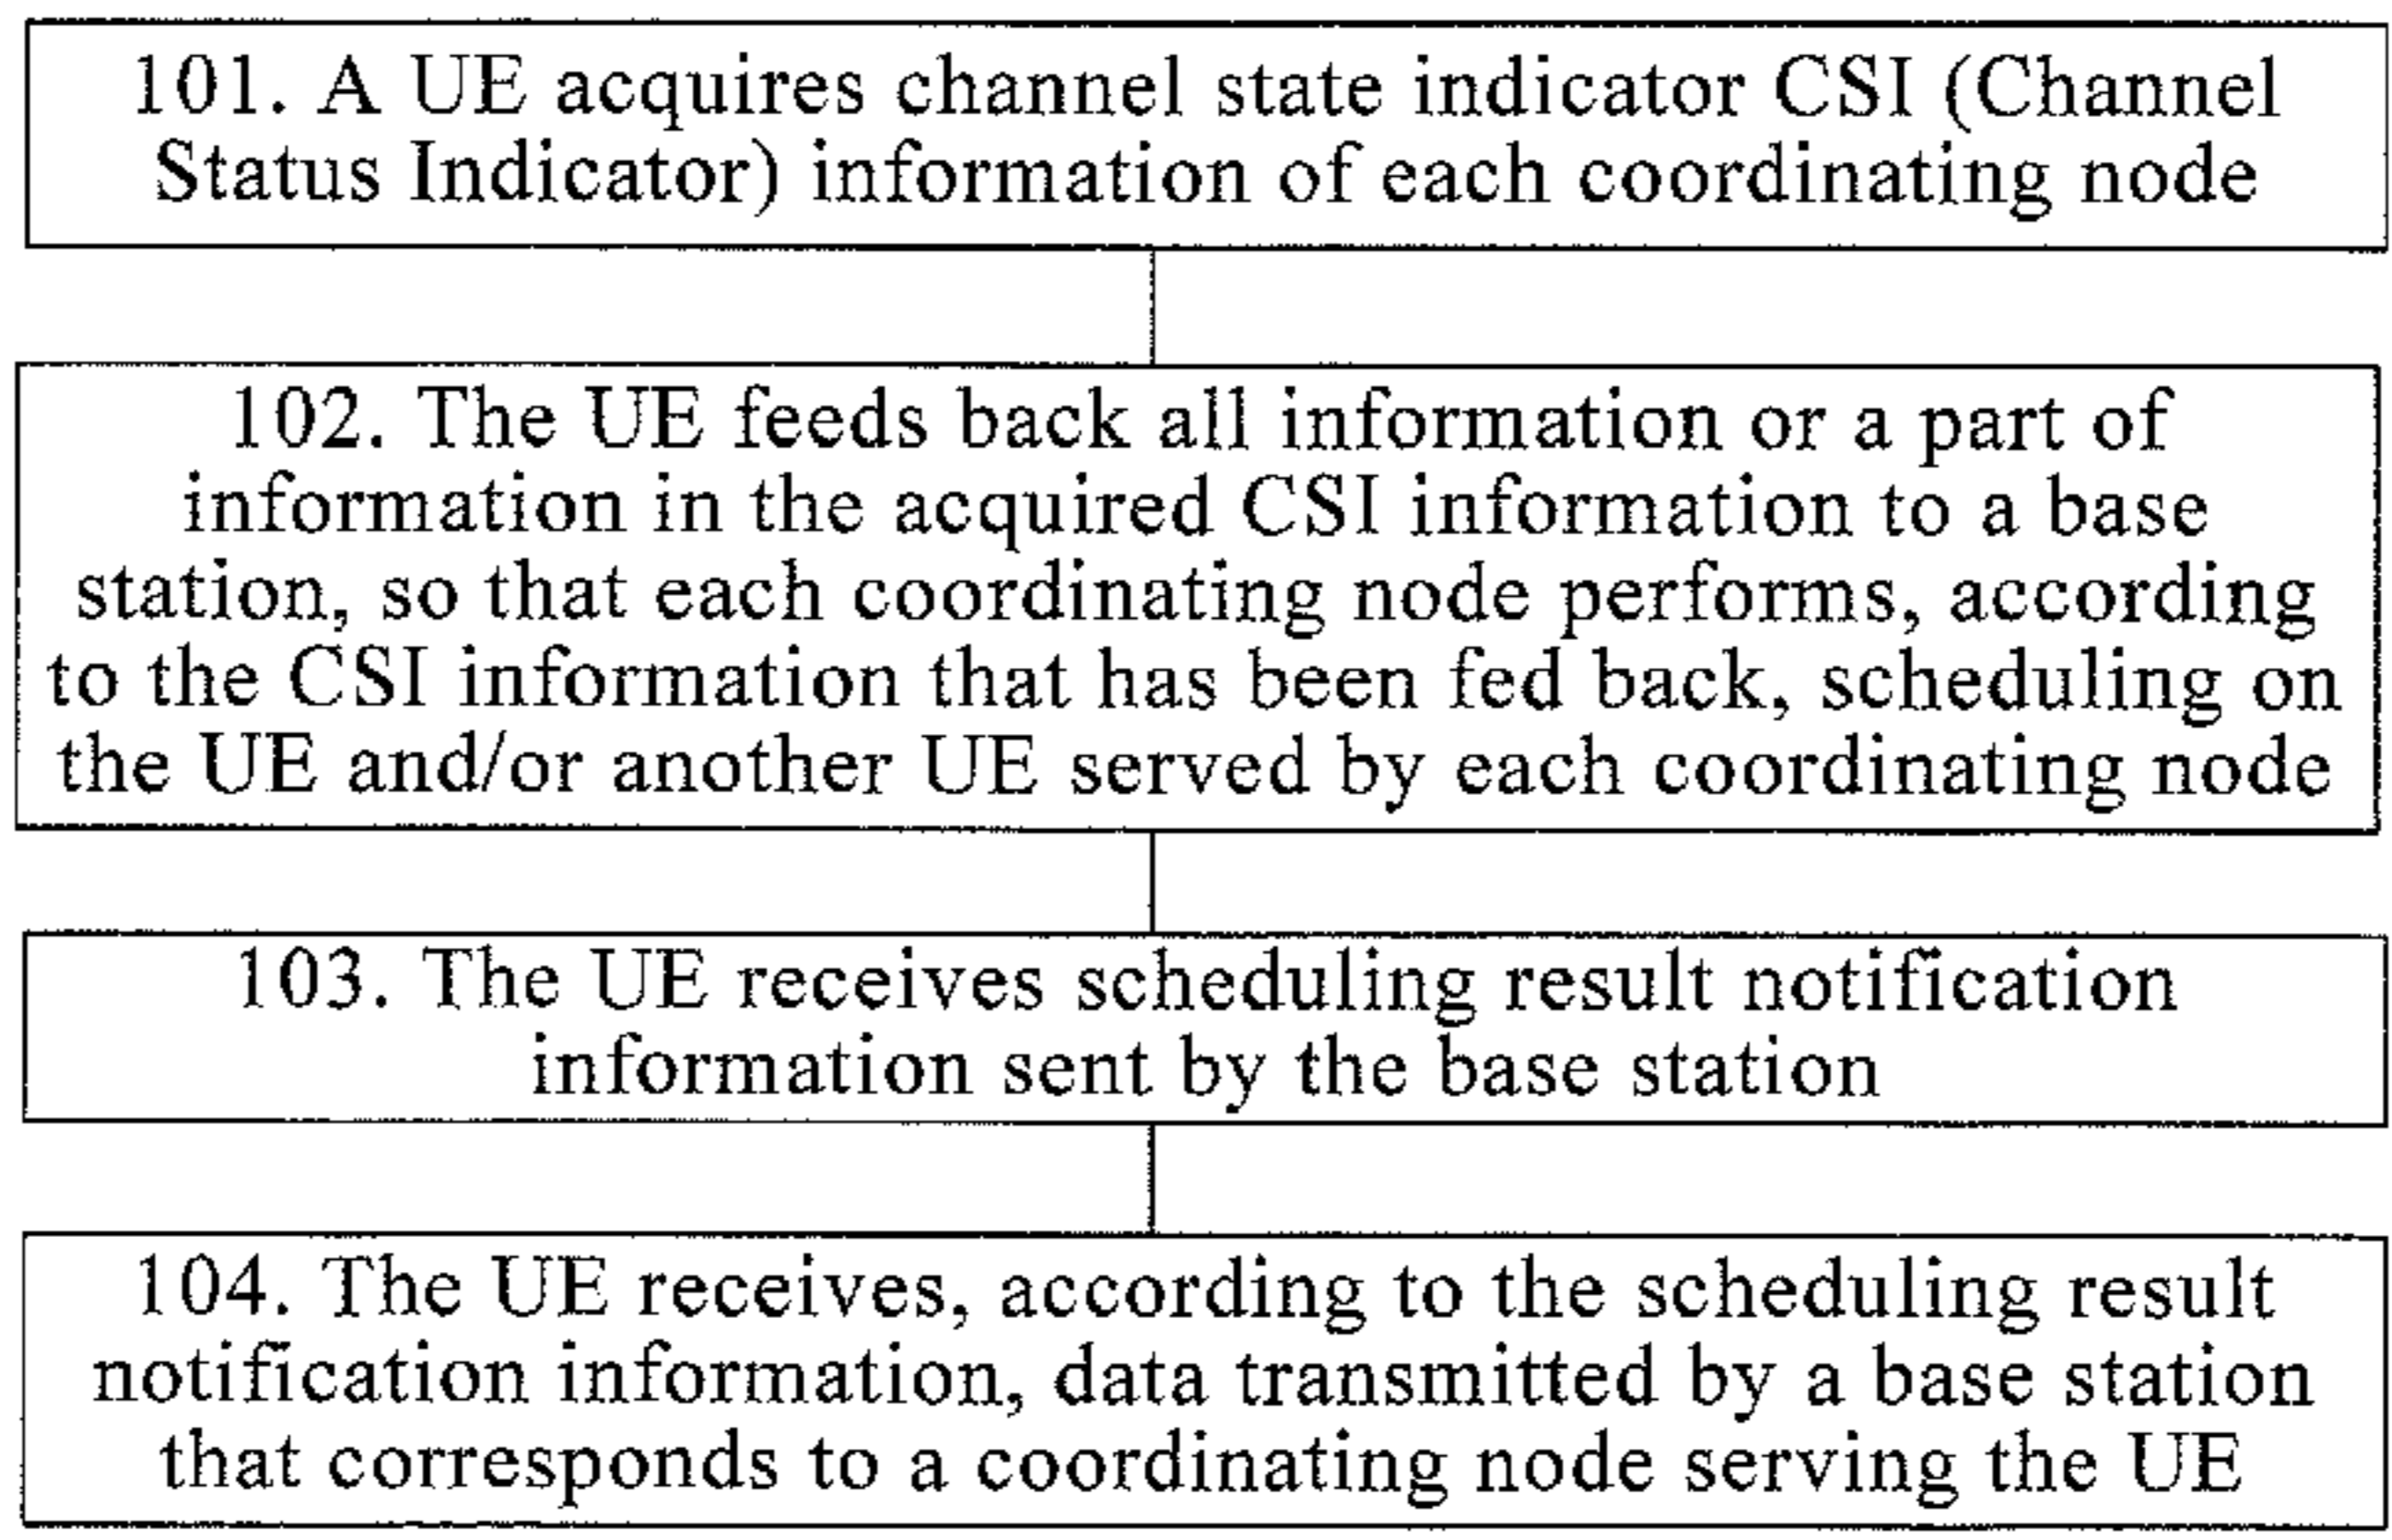 101. A UE acquires channel state indicator CSI (Channel
Status Indicator) information of each coordinating node
102. The UE feeds back all information or a part of
information in the acquired CSI information to a base
station, so that each coordinating node performs, according
to the CSI information that has been fed back, scheduling on
the UE and/or another UE served by each coordinating node
103. The UE receives scheduling result notification
information sent by the base station
104. The UE receives, according to the scheduling result
notification information, data transmitted by a base station
that corresponds to a coordinating node serving the UE